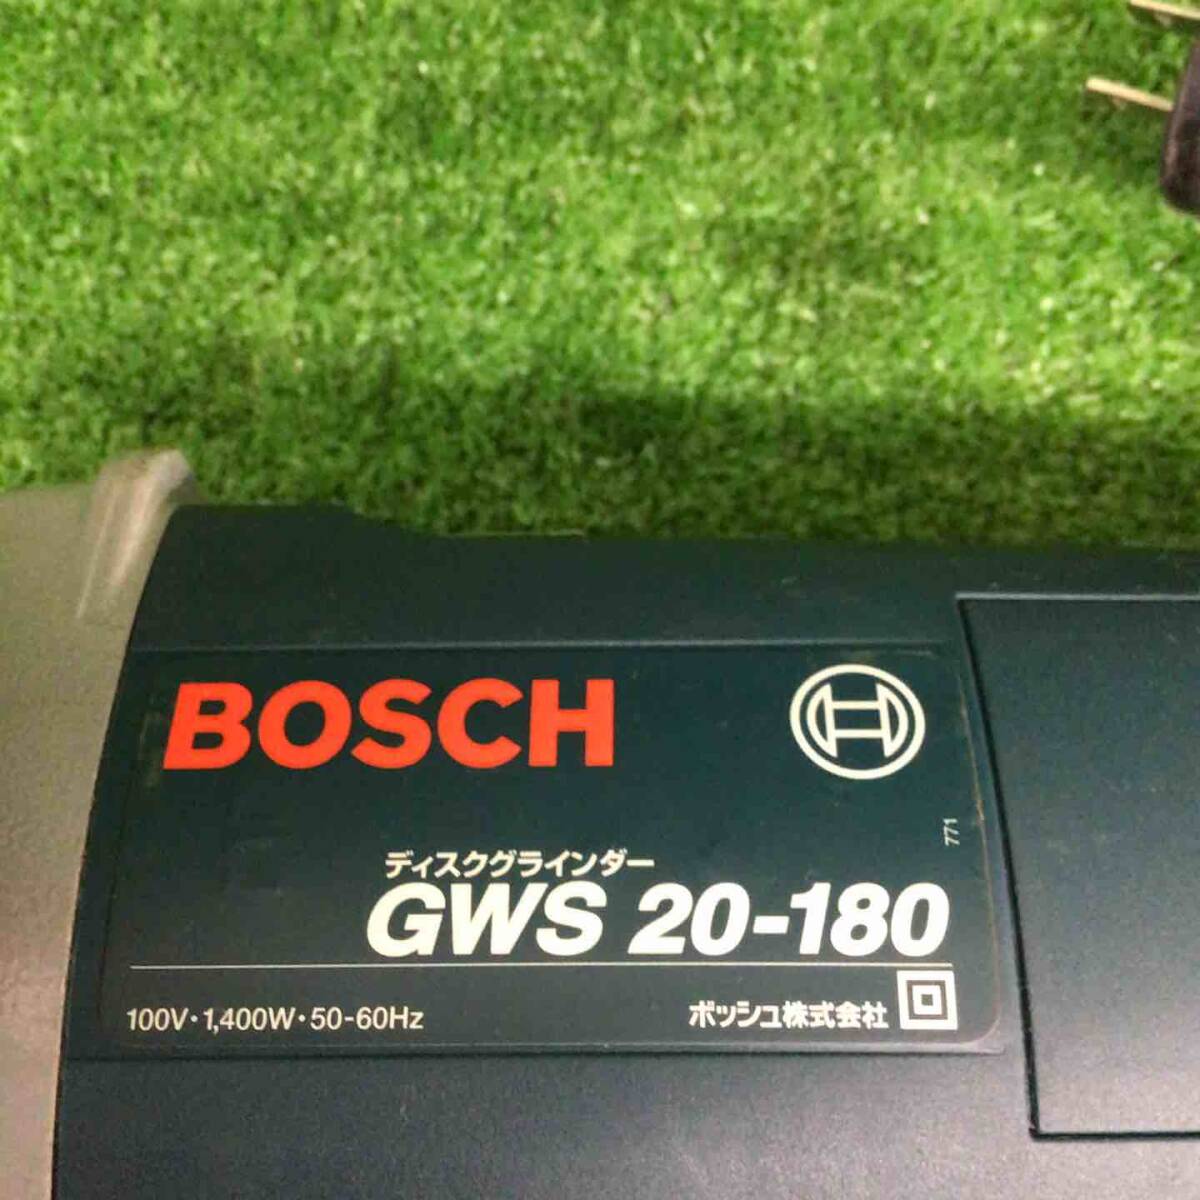 BOSCH
771
ディスクグラインダー
GWS 20-180
100V・1,400W・50-60Hz
ボッシュ株式会社